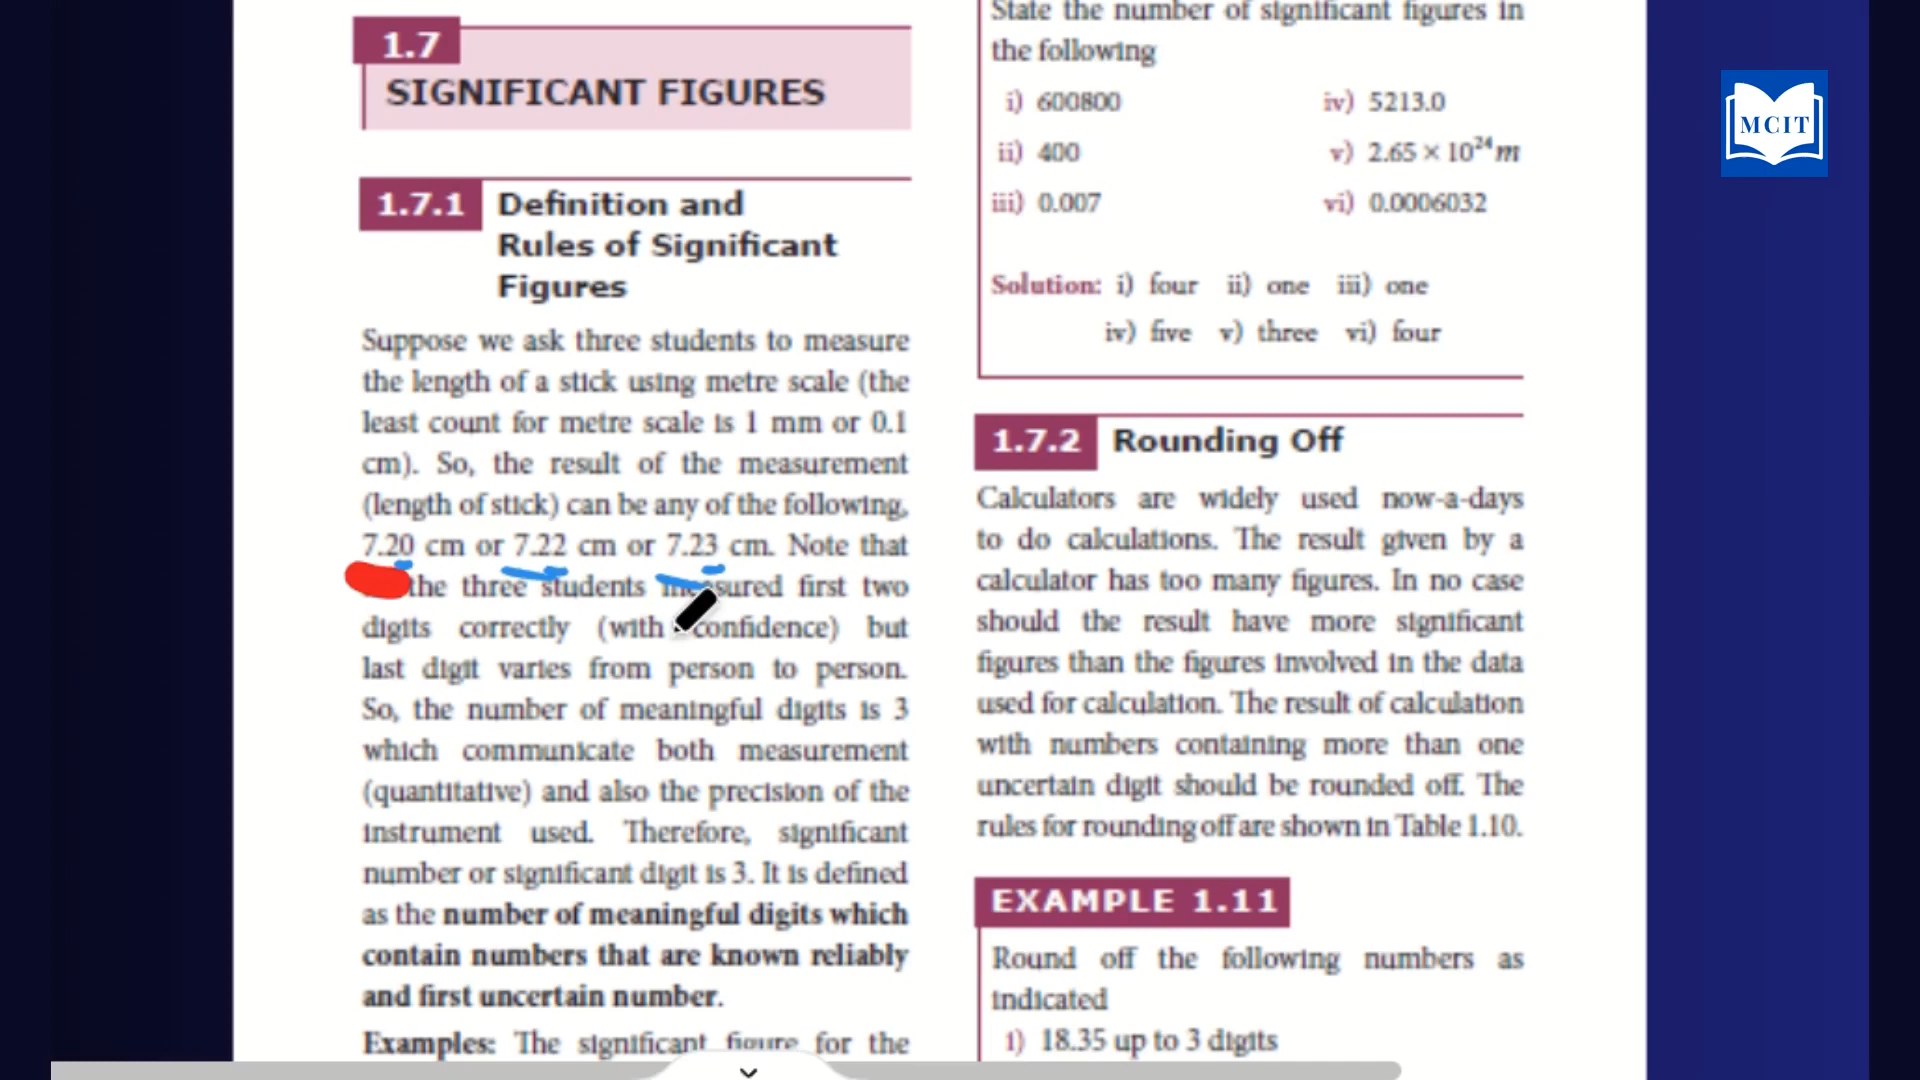 1.7
SIGNIFICANT FIGURES
1.7.1 Definition and
Rules of Significant
Figures
Suppose we ask three students to measure
the length of a stick using metre scale (the
least count for metre scale is 1 mm or 0.1
cm). So, the result of the measurement
(length of stick) can be any of the following,
7.20 cm or 7.22 cm or 7.23 cm. Note that
the three students measured first two
digits correctly (with confidence) but
last digit varies from person to person.
So, the number of meaningful digits is 3
which communicate both measurement
(quantitative) and also the precision of the
instrument used. Therefore, significant
number or significant digit is 3. It is defined
as the number of meaningful digits which
contain numbers that are known reliably
and first uncertain number.
Examples: The significant figure for the
State the number of significant figures in
the following
i) 600800 iv) 5213.0
ii) 400 v) 2.65 × 10²⁴ m
iii) 0.007 vi) 0.0006032
Solution: i) four ii) one iii) one
iv) five v) three vi) four
1.7.2 Rounding Off
Calculators are widely used now-a-days
to do calculations. The result given by a
calculator has too many figures. In no case
should the result have more significant
figures than the figures involved in the data
used for calculation. The result of calculation
with numbers containing more than one
uncertain digit should be rounded off. The
rules for rounding off are shown in Table 1.10.
EXAMPLE 1.11
Round off the following numbers as
indicated
i) 18.35 up to 3 digits
MCIT